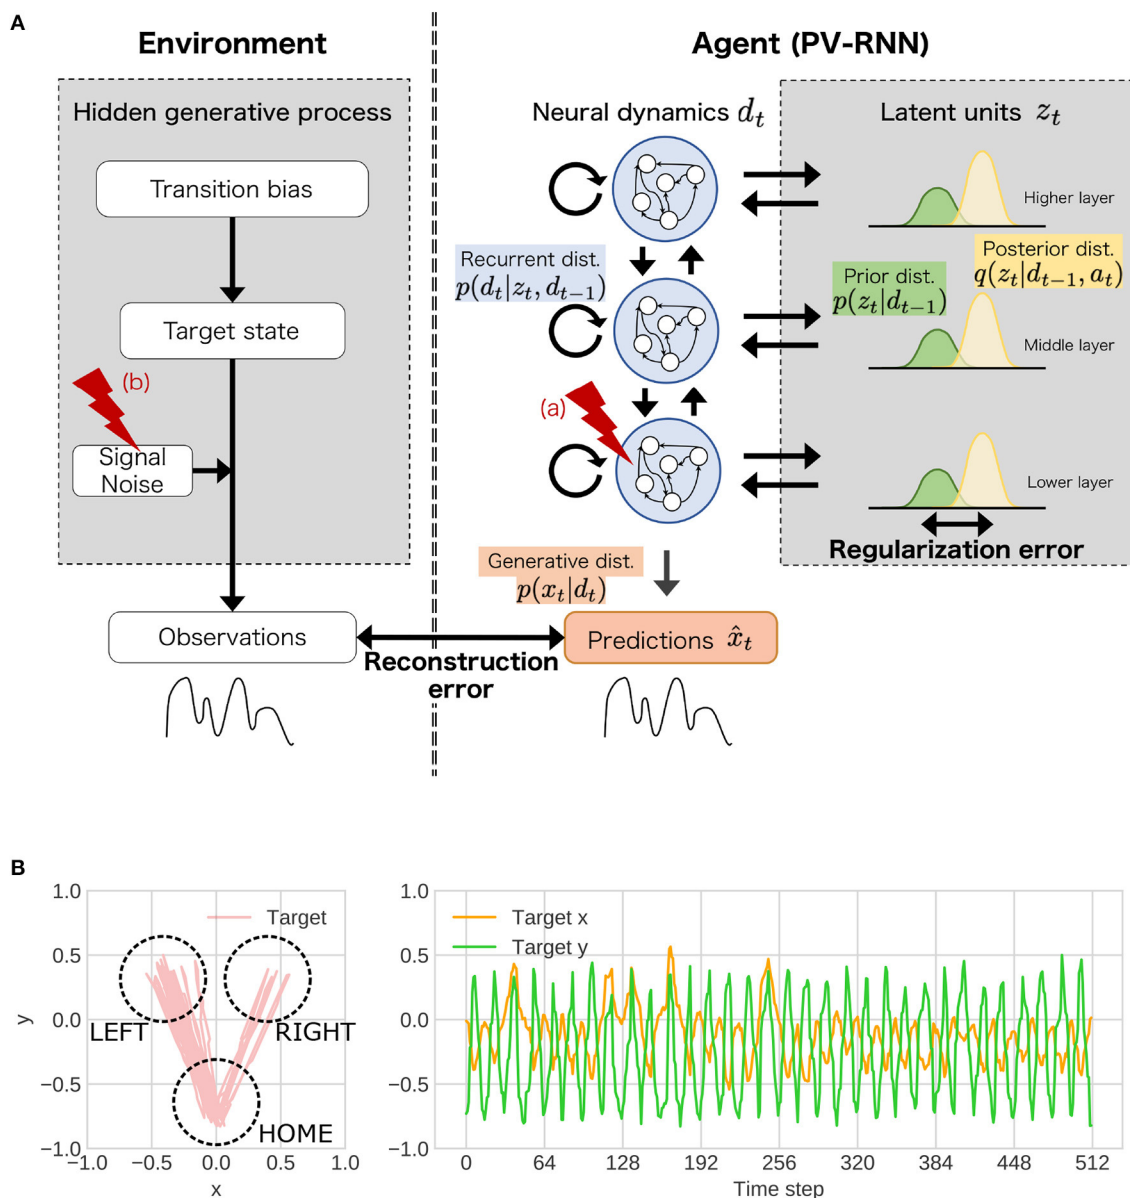 A
Environment
Agent (PV-RNN)
Hidden generative process
Transition bias
Target state
(b)
Signal
Noise
Observations
Neural dynamics d_t
Latent units z_t
Higher layer
Recurrent dist.
p(d_t|z_t, d_{t−1})
Prior dist.
p(z_t|d_{t−1})
Posterior dist.
q(z_t|d_{t−1}, a_t)
Middle layer
(a)
Lower layer
Regularization error
Generative dist.
p(x_t|d_t)
Predictions x̂_t
Reconstruction
error
B
1.0
0.5
0.0
−0.5
−1.0
y
Target
LEFT
RIGHT
HOME
−1.0 −0.5 0.0 0.5 1.0
x
1.0
0.5
0.0
−0.5
−1.0
Target x
Target y
0 64 128 192 256 320 384 448 512
Time step